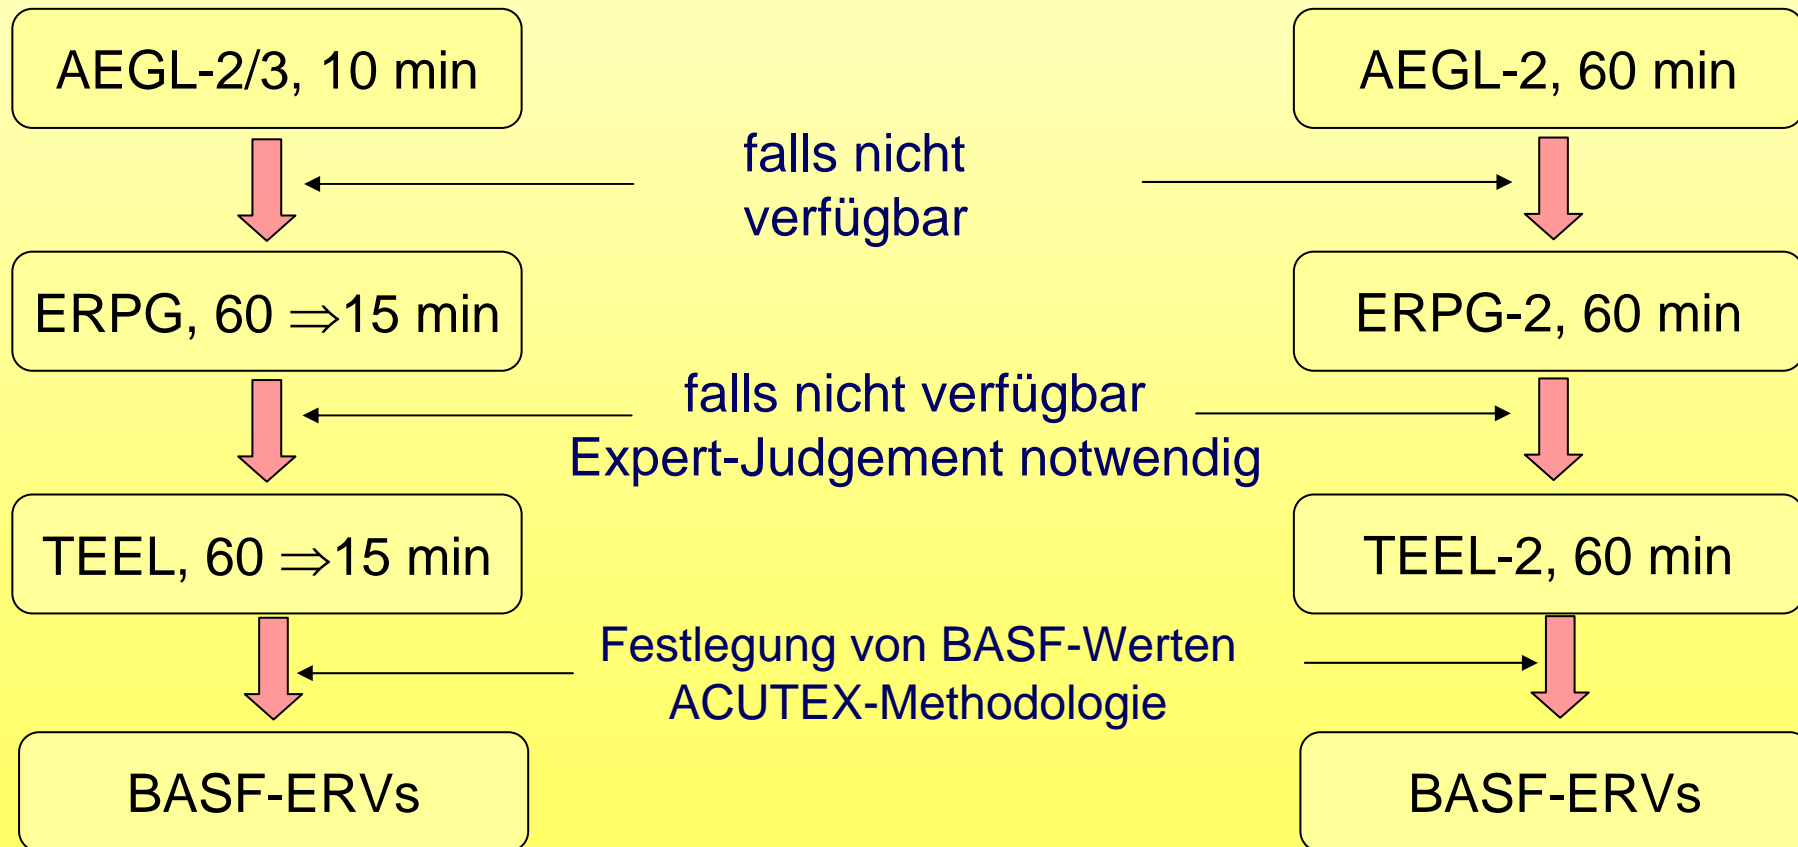 AEGL-2/3, 10 min
AEGL-2, 60 min
falls nicht
verfügbar
ERPG, 60 ⇒15 min
ERPG-2, 60 min
falls nicht verfügbar
Expert-Judgement notwendig
TEEL, 60 ⇒15 min
TEEL-2, 60 min
Festlegung von BASF-Werten
ACUTEX-Methodologie
BASF-ERVs
BASF-ERVs